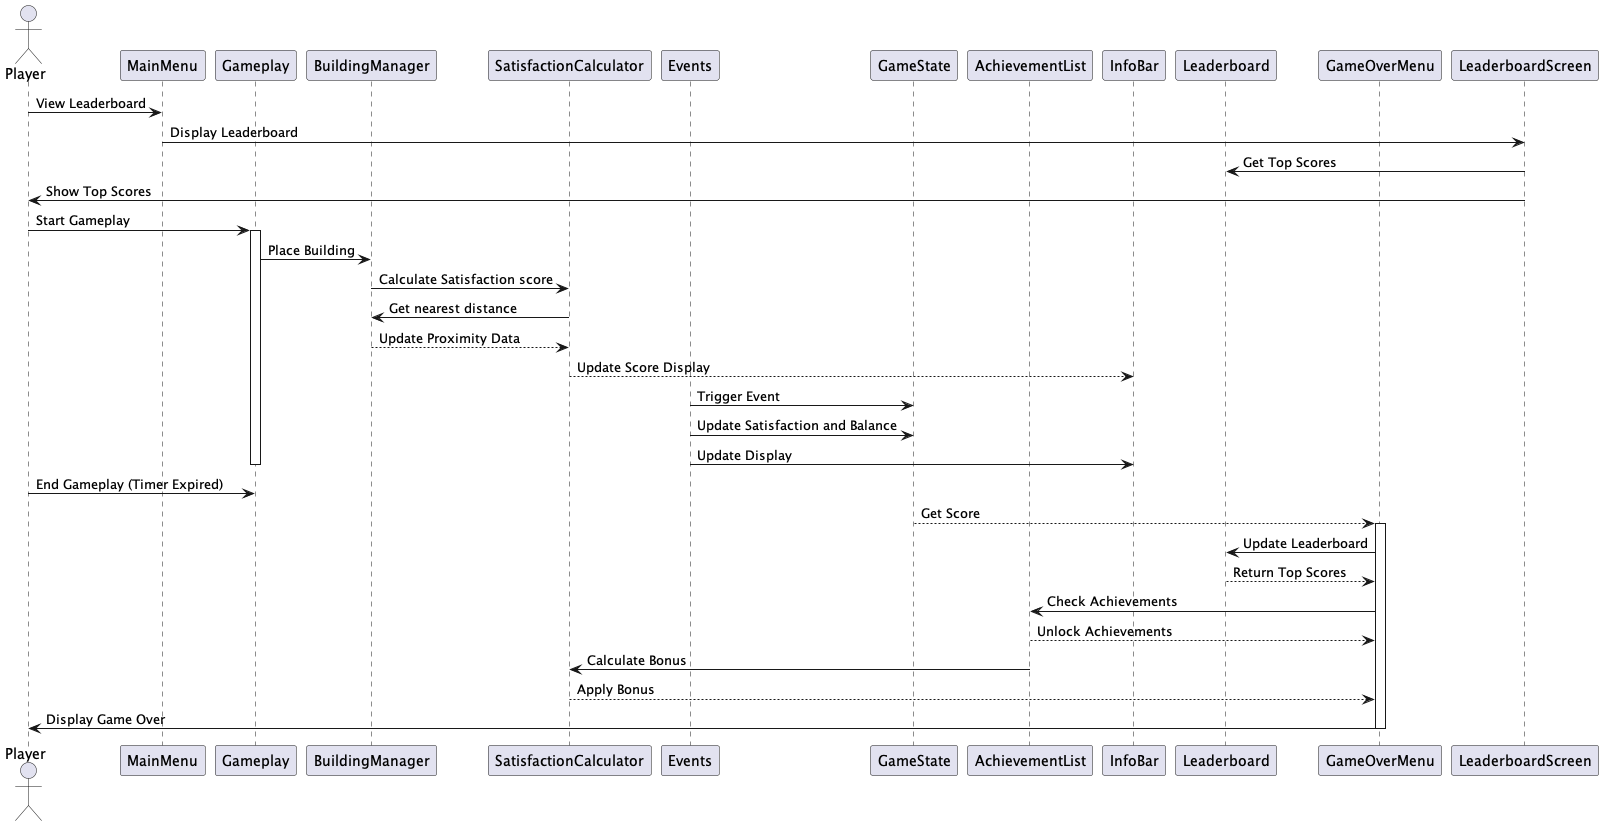 Player
MainMenu
Gameplay
BuildingManager
SatisfactionCalculator
Events
GameState
AchievementList
InfoBar
Leaderboard
GameOverMenu
LeaderboardScreen
View Leaderboard
Display Leaderboard
Get Top Scores
Show Top Scores
Start Gameplay
Place Building
Calculate Satisfaction score
Get nearest distance
Update Proximity Data
Update Score Display
Trigger Event
Update Satisfaction and Balance
Update Display
End Gameplay (Timer Expired)
Get Score
Update Leaderboard
Return Top Scores
Check Achievements
Unlock Achievements
Calculate Bonus
Apply Bonus
Display Game Over
Player
MainMenu
Gameplay
BuildingManager
SatisfactionCalculator
Events
GameState
AchievementList
InfoBar
Leaderboard
GameOverMenu
LeaderboardScreen